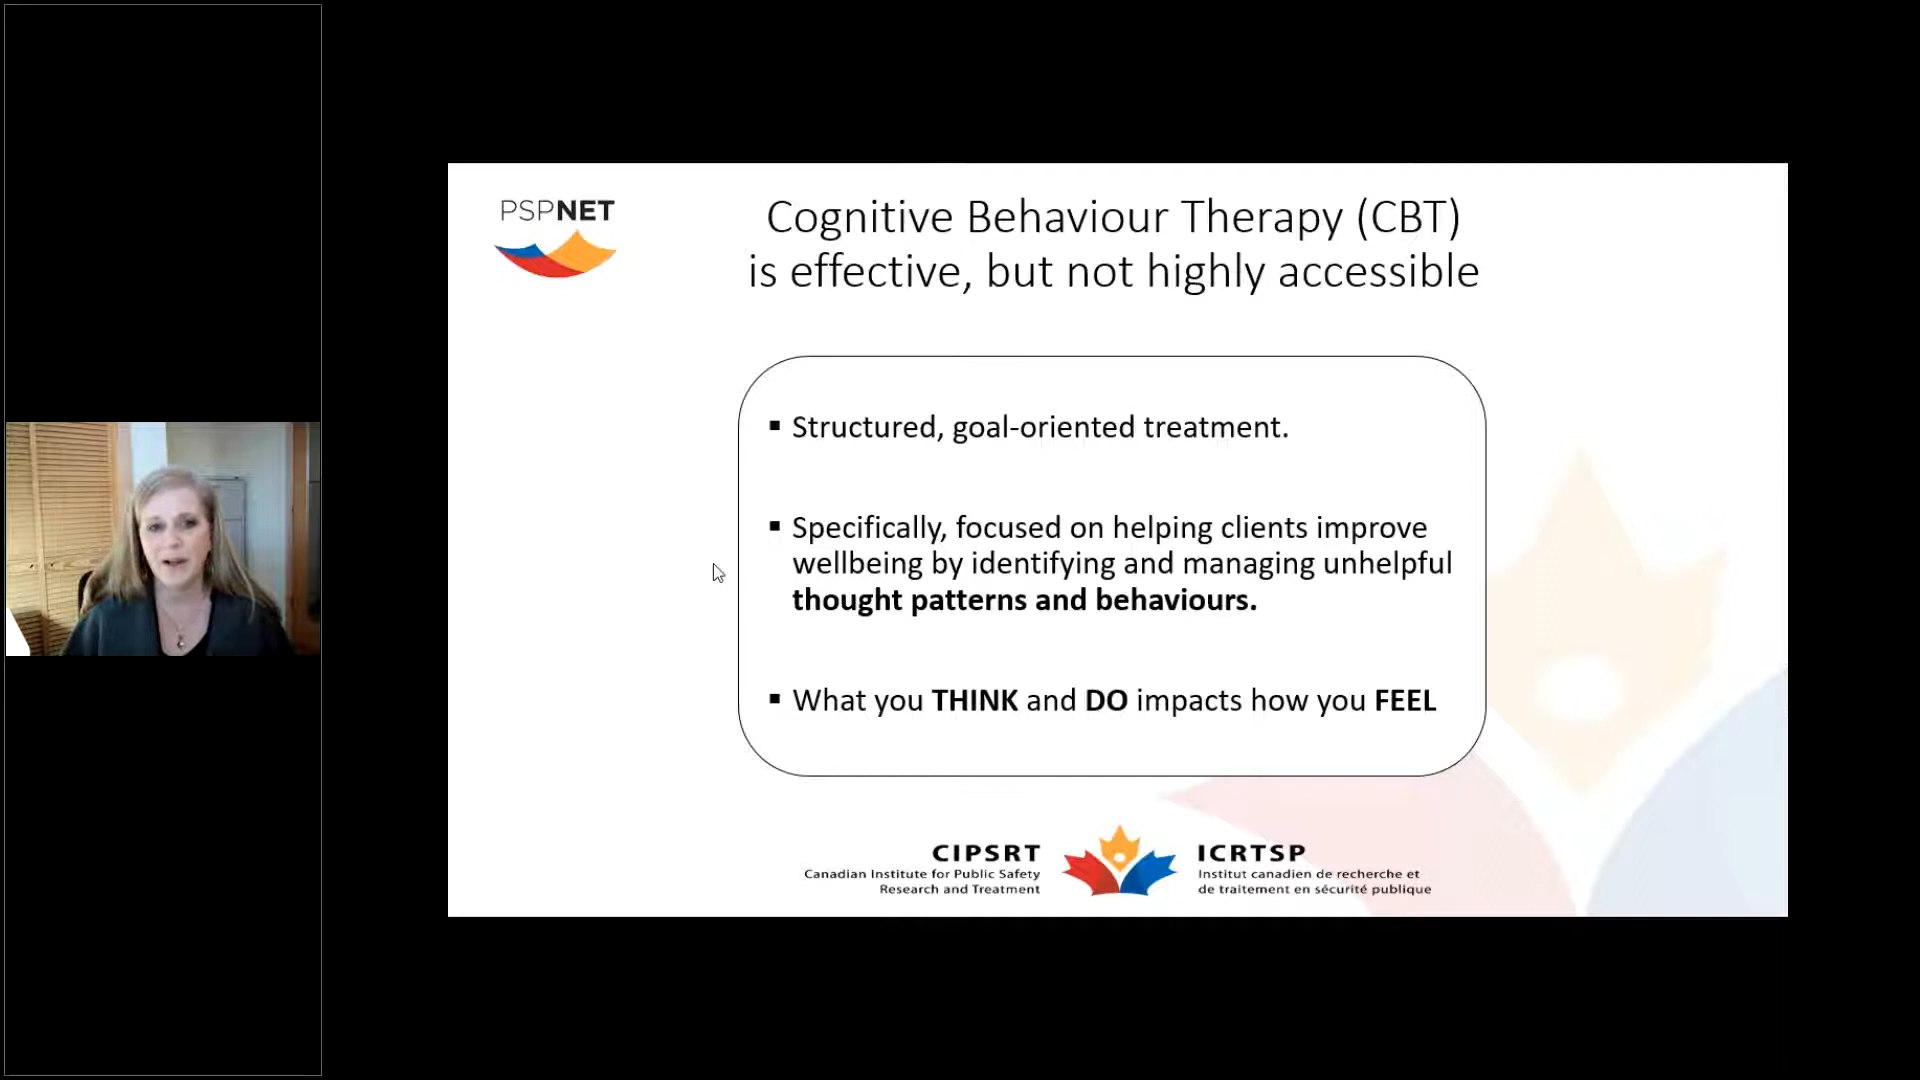 PSPNET
Cognitive Behaviour Therapy (CBT)
is effective, but not highly accessible
▪ Structured, goal-oriented treatment.
▪ Specifically, focused on helping clients improve
wellbeing by identifying and managing unhelpful
thought patterns and behaviours.
▪ What you THINK and DO impacts how you FEEL
CIPSRT
Canadian Institute for Public Safety
Research and Treatment
ICRTSP
Institut canadien de recherche et
de traitement en sécurité publique